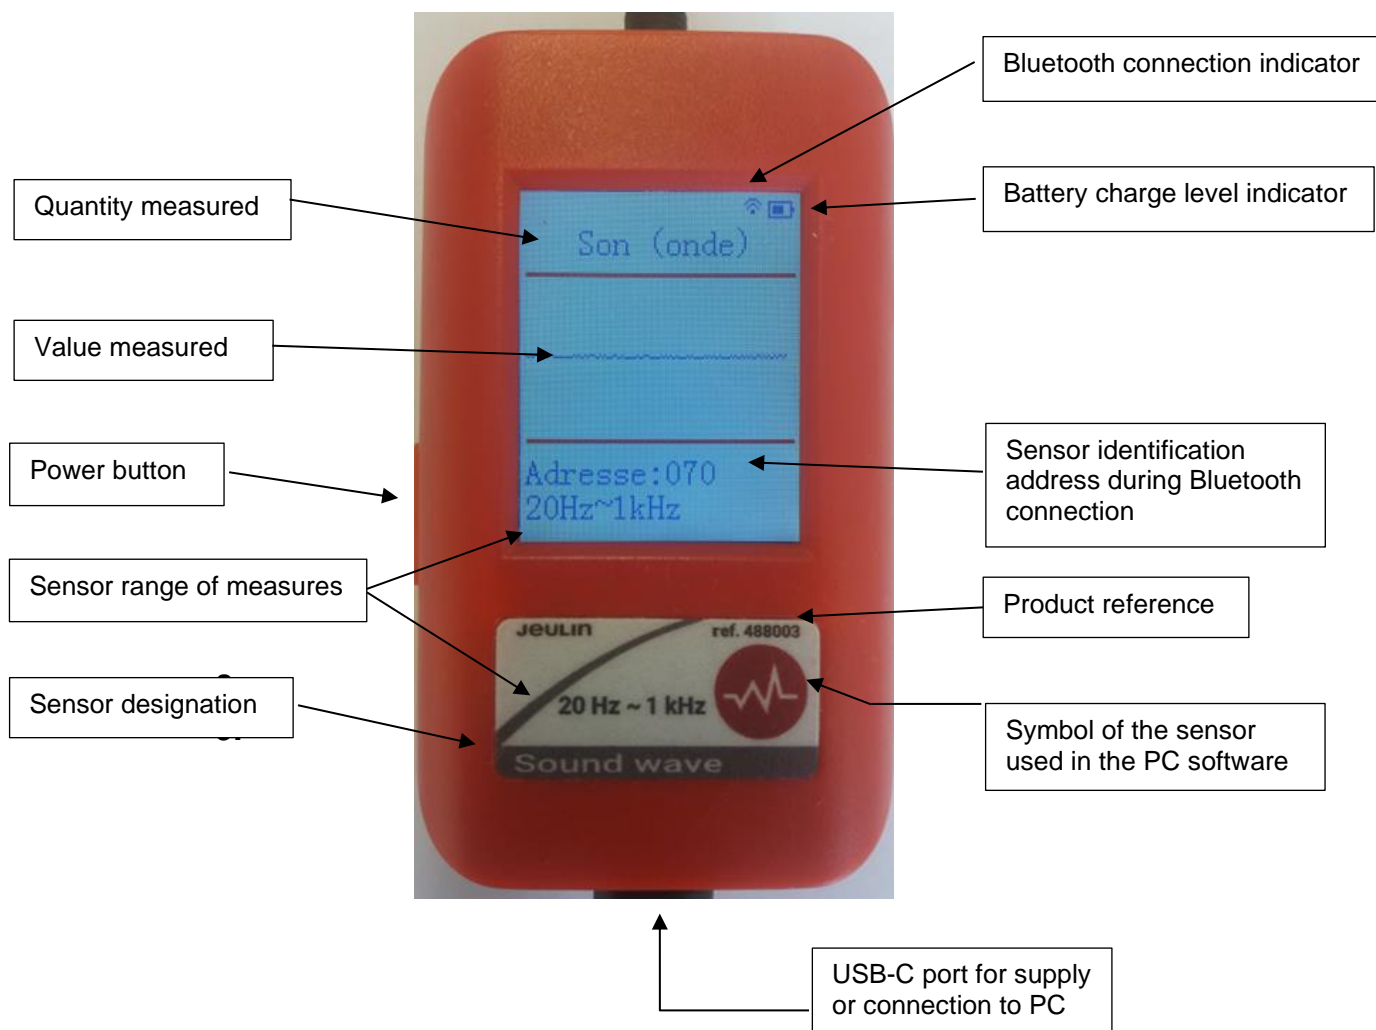 Bluetooth connection indicator
Battery charge level indicator
Quantity measured
Son (onde)
Value measured
Power button
Sensor identification
address during Bluetooth
connection
Adresse:070
20Hz~1kHz
Sensor range of measures
Product reference
JEULIN
ref. 488003
20 Hz ~ 1 kHz
Sensor designation
Sound wave
Symbol of the sensor
used in the PC software
USB-C port for supply
or connection to PC